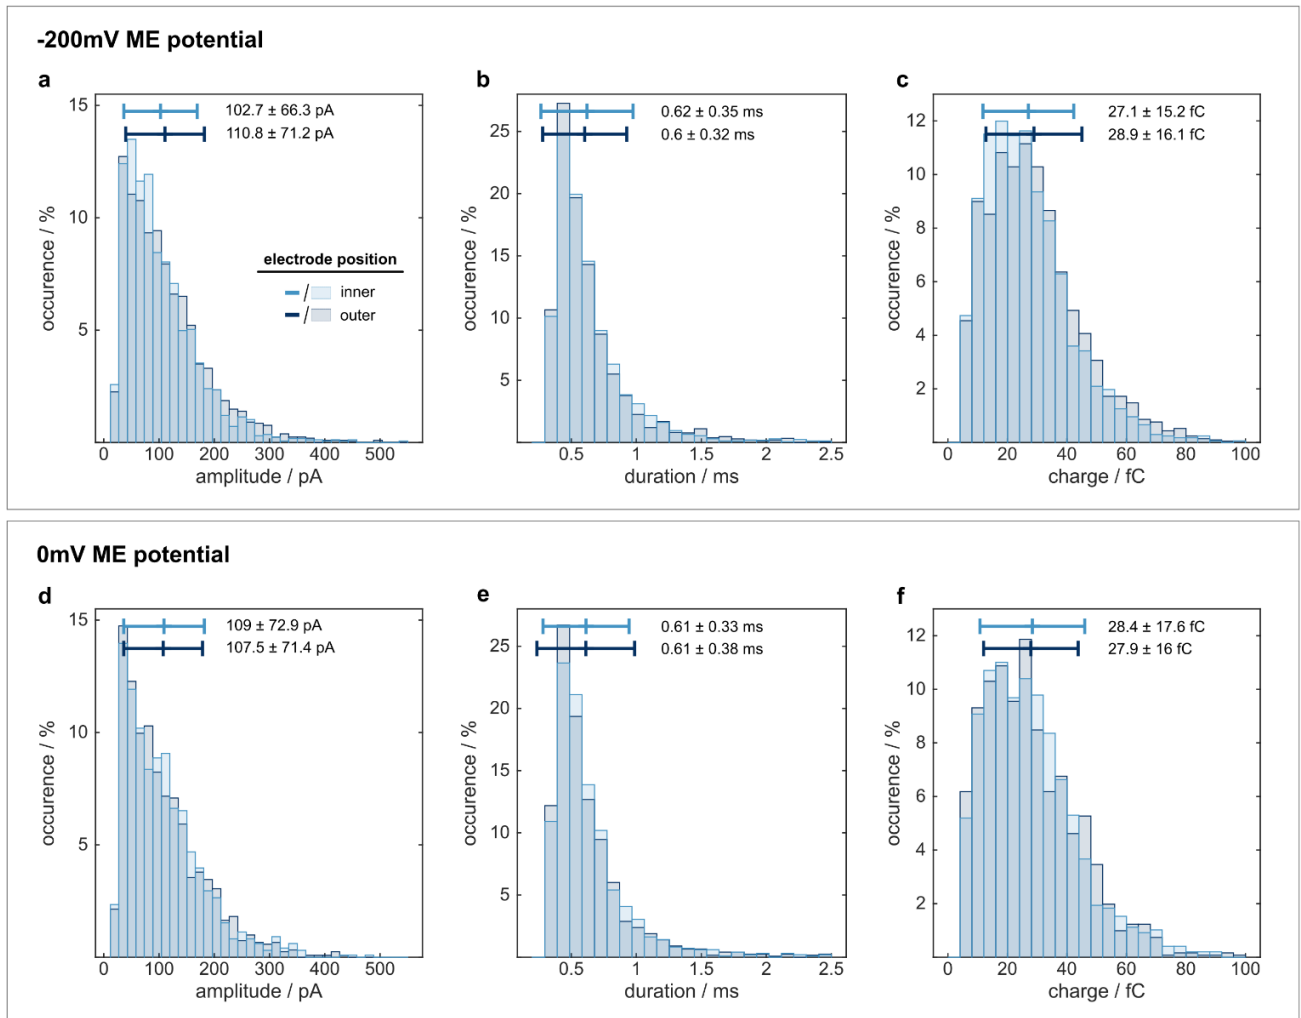 -200mV ME potential
a
15
10
5
occurence / %
102.7 ± 66.3 pA
110.8 ± 71.2 pA
electrode position
/ inner
/ outer
0 100 200 300 400 500
amplitude / pA
b
25
20
15
10
5
occurence / %
0.62 ± 0.35 ms
0.6 ± 0.32 ms
0.5 1 1.5 2 2.5
duration / ms
c
12
10
8
6
4
2
occurence / %
27.1 ± 15.2 fC
28.9 ± 16.1 fC
0 20 40 60 80 100
charge / fC
0mV ME potential
d
15
10
5
occurence / %
109 ± 72.9 pA
107.5 ± 71.4 pA
0 100 200 300 400 500
amplitude / pA
e
25
20
15
10
5
occurence / %
0.61 ± 0.33 ms
0.61 ± 0.38 ms
0.5 1 1.5 2 2.5
duration / ms
f
12
10
8
6
4
2
occurence / %
28.4 ± 17.6 fC
27.9 ± 16 fC
0 20 40 60 80 100
charge / fC